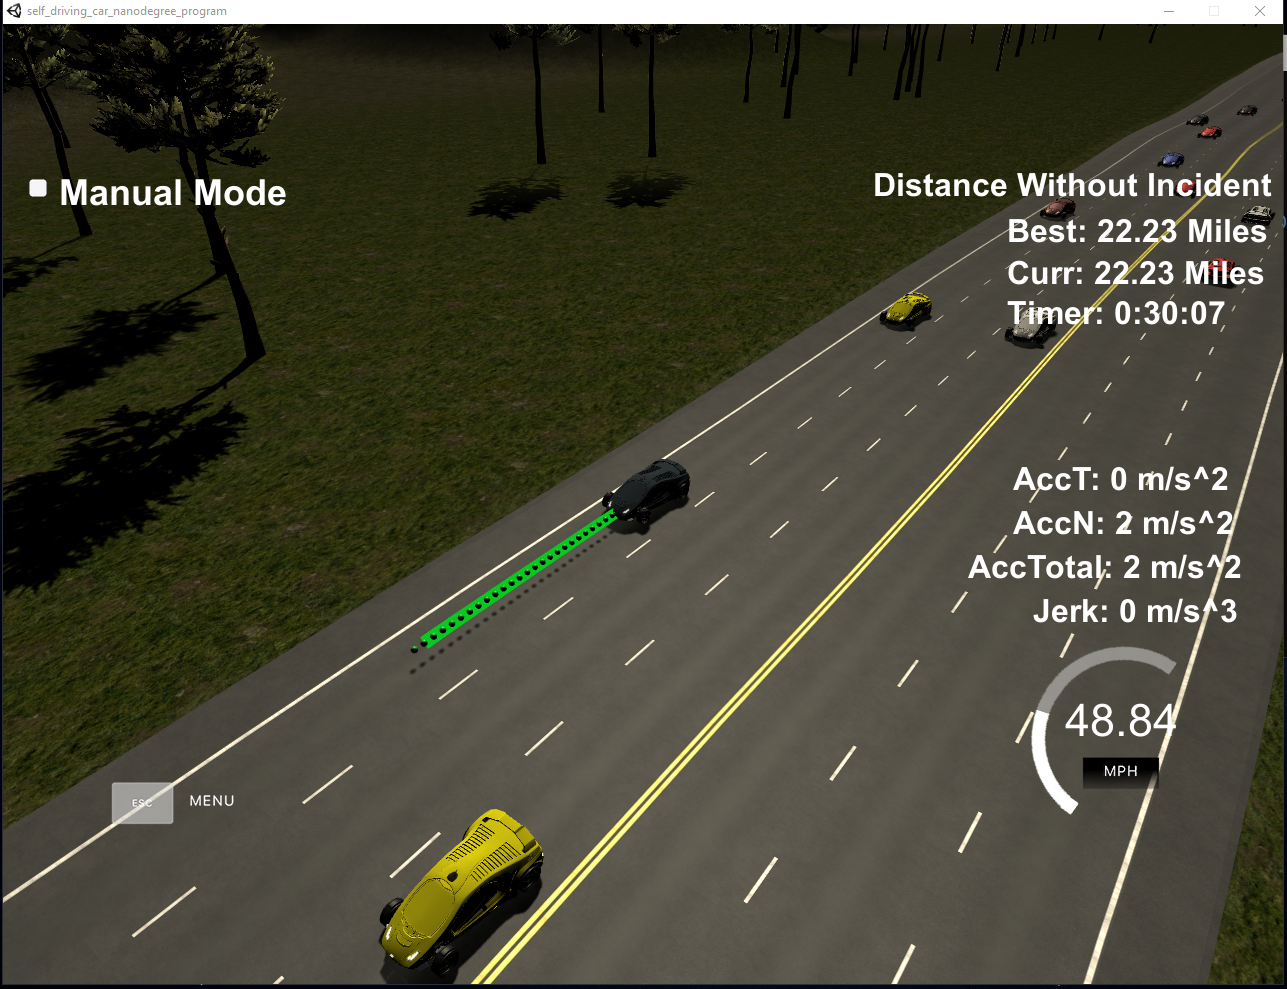 self_driving_car_nanodegree_program
Manual Mode
Distance Without Incident
Best: 22.23 Miles
Curr: 22.23 Miles
Timer: 0:30:07
AccT: 0 m/s^2
AccN: 2 m/s^2
AccTotal: 2 m/s^2
Jerk: 0 m/s^3
48.84
MPH
ESC MENU